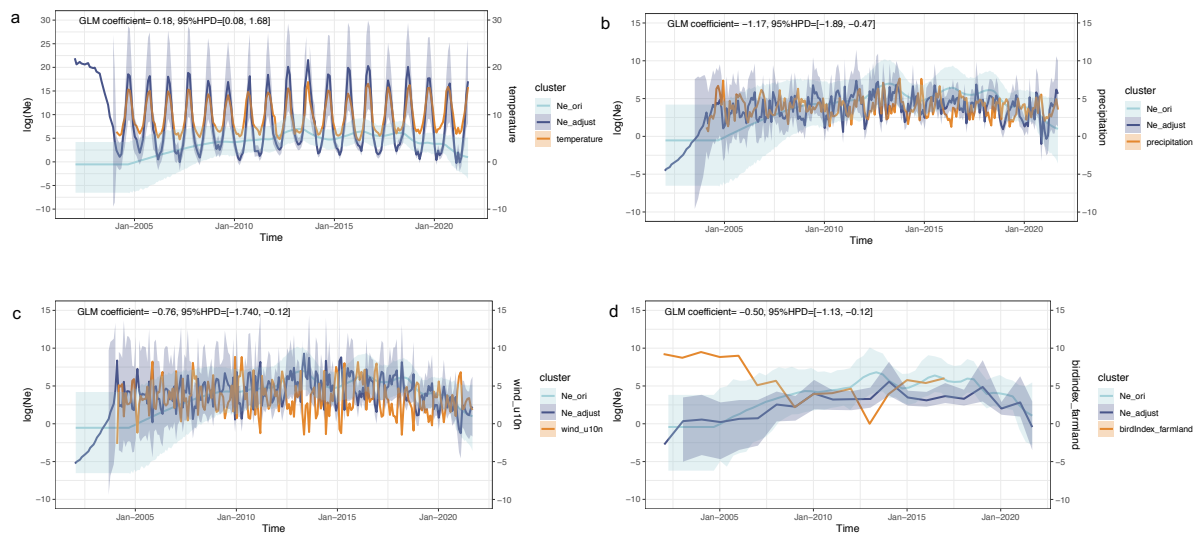 a
GLM coefficient= 0.18, 95%HPD=[0.08, 1.68]
30
25
20
15
10
5
0
−5
−10
log(Ne)
30
20
10
0
−10
temperature
Jan−2005
Jan−2010
Jan−2015
Jan−2020
Time
cluster
Ne_ori
Ne_adjust
temperature
b
GLM coefficient= −1.17, 95%HPD=[−1.89, −0.47]
15
10
5
0
−5
−10
log(Ne)
15
10
5
0
−5
−10
precipitation
Jan−2005
Jan−2010
Jan−2015
Jan−2020
Time
cluster
Ne_ori
Ne_adjust
precipitation
c
GLM coefficient= −0.76, 95%HPD=[−1.740, −0.12]
15
10
5
0
−5
−10
log(Ne)
15
10
5
0
−5
−10
wind_u10n
Jan−2005
Jan−2010
Jan−2015
Jan−2020
Time
cluster
Ne_ori
Ne_adjust
wind_u10n
d
GLM coefficient= −0.50, 95%HPD=[−1.13, −0.12]
15
10
5
0
−5
−10
log(Ne)
15
10
5
0
−5
−10
birdIndex_farmland
Jan−2005
Jan−2010
Jan−2015
Jan−2020
Time
cluster
Ne_ori
Ne_adjust
birdIndex_farmland